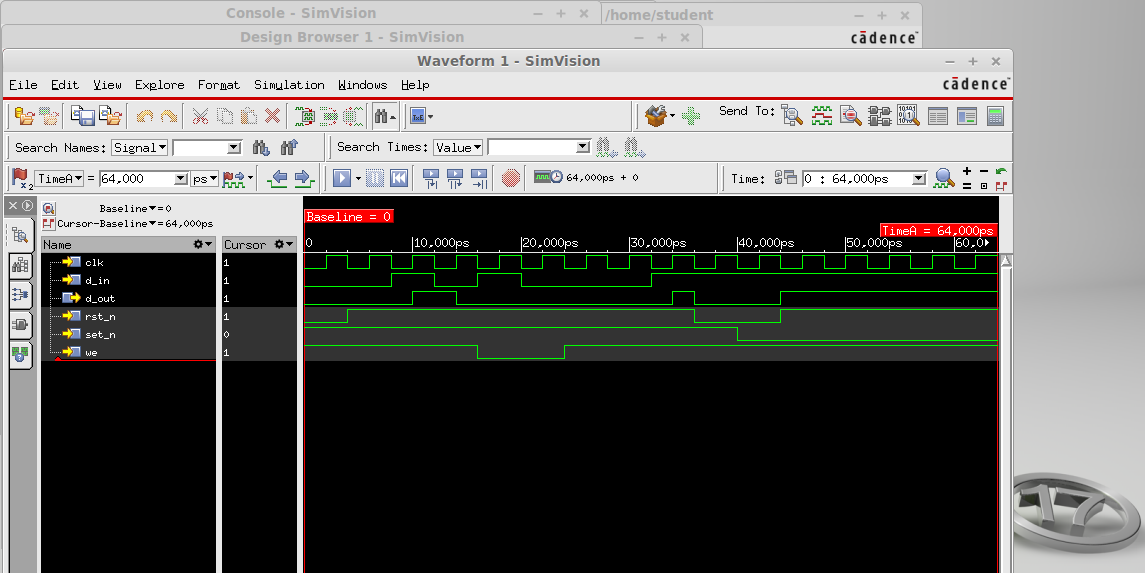 Console - SimVision
/home/student
Design Browser 1 - SimVision
cādence™
Waveform 1 - SimVision
File Edit View Explore Format Simulation Windows Help
cādence™
Send To:
Search Names: Signal
Search Times: Value
x2 TimeA = 64,000 ps
64,000ps + 0
Time: 0 : 64,000ps
Baseline=0
Cursor-Baseline=64,000ps
Baseline = 0
TimeA = 64,000ps
Name Cursor
0 10,000ps 20,000ps 30,000ps 40,000ps 50,000ps 60,0
clk 1
d_in 1
d_out 1
rst_n 1
set_n 0
we 1
17